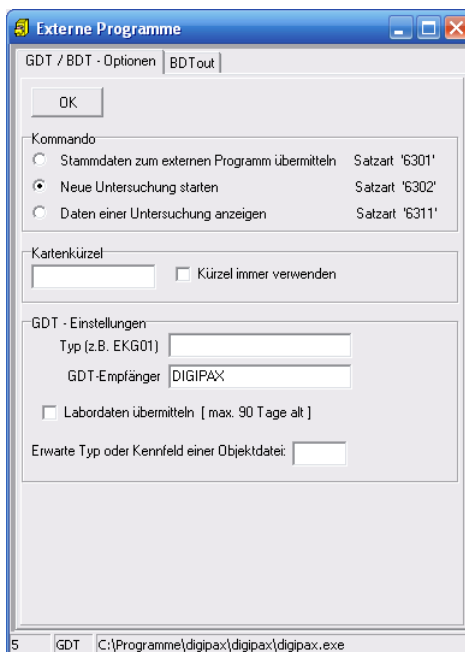 Externe Programme
GDT / BDT - Optionen BDTout
OK
Kommando
Stammdaten zum externen Programm übermitteln Satzart '6301'
Neue Untersuchung starten Satzart '6302'
Daten einer Untersuchung anzeigen Satzart '6311'
Kartenkürzel
Kürzel immer verwenden
GDT - Einstellungen
Typ (z.B. EKG01)
GDT-Empfänger DIGIPAX
Labordaten übermitteln [ max. 90 Tage alt ]
Erwarte Typ oder Kennfeld einer Objektdatei:
5 GDT C:\Programme\digipax\digipax\digipax.exe